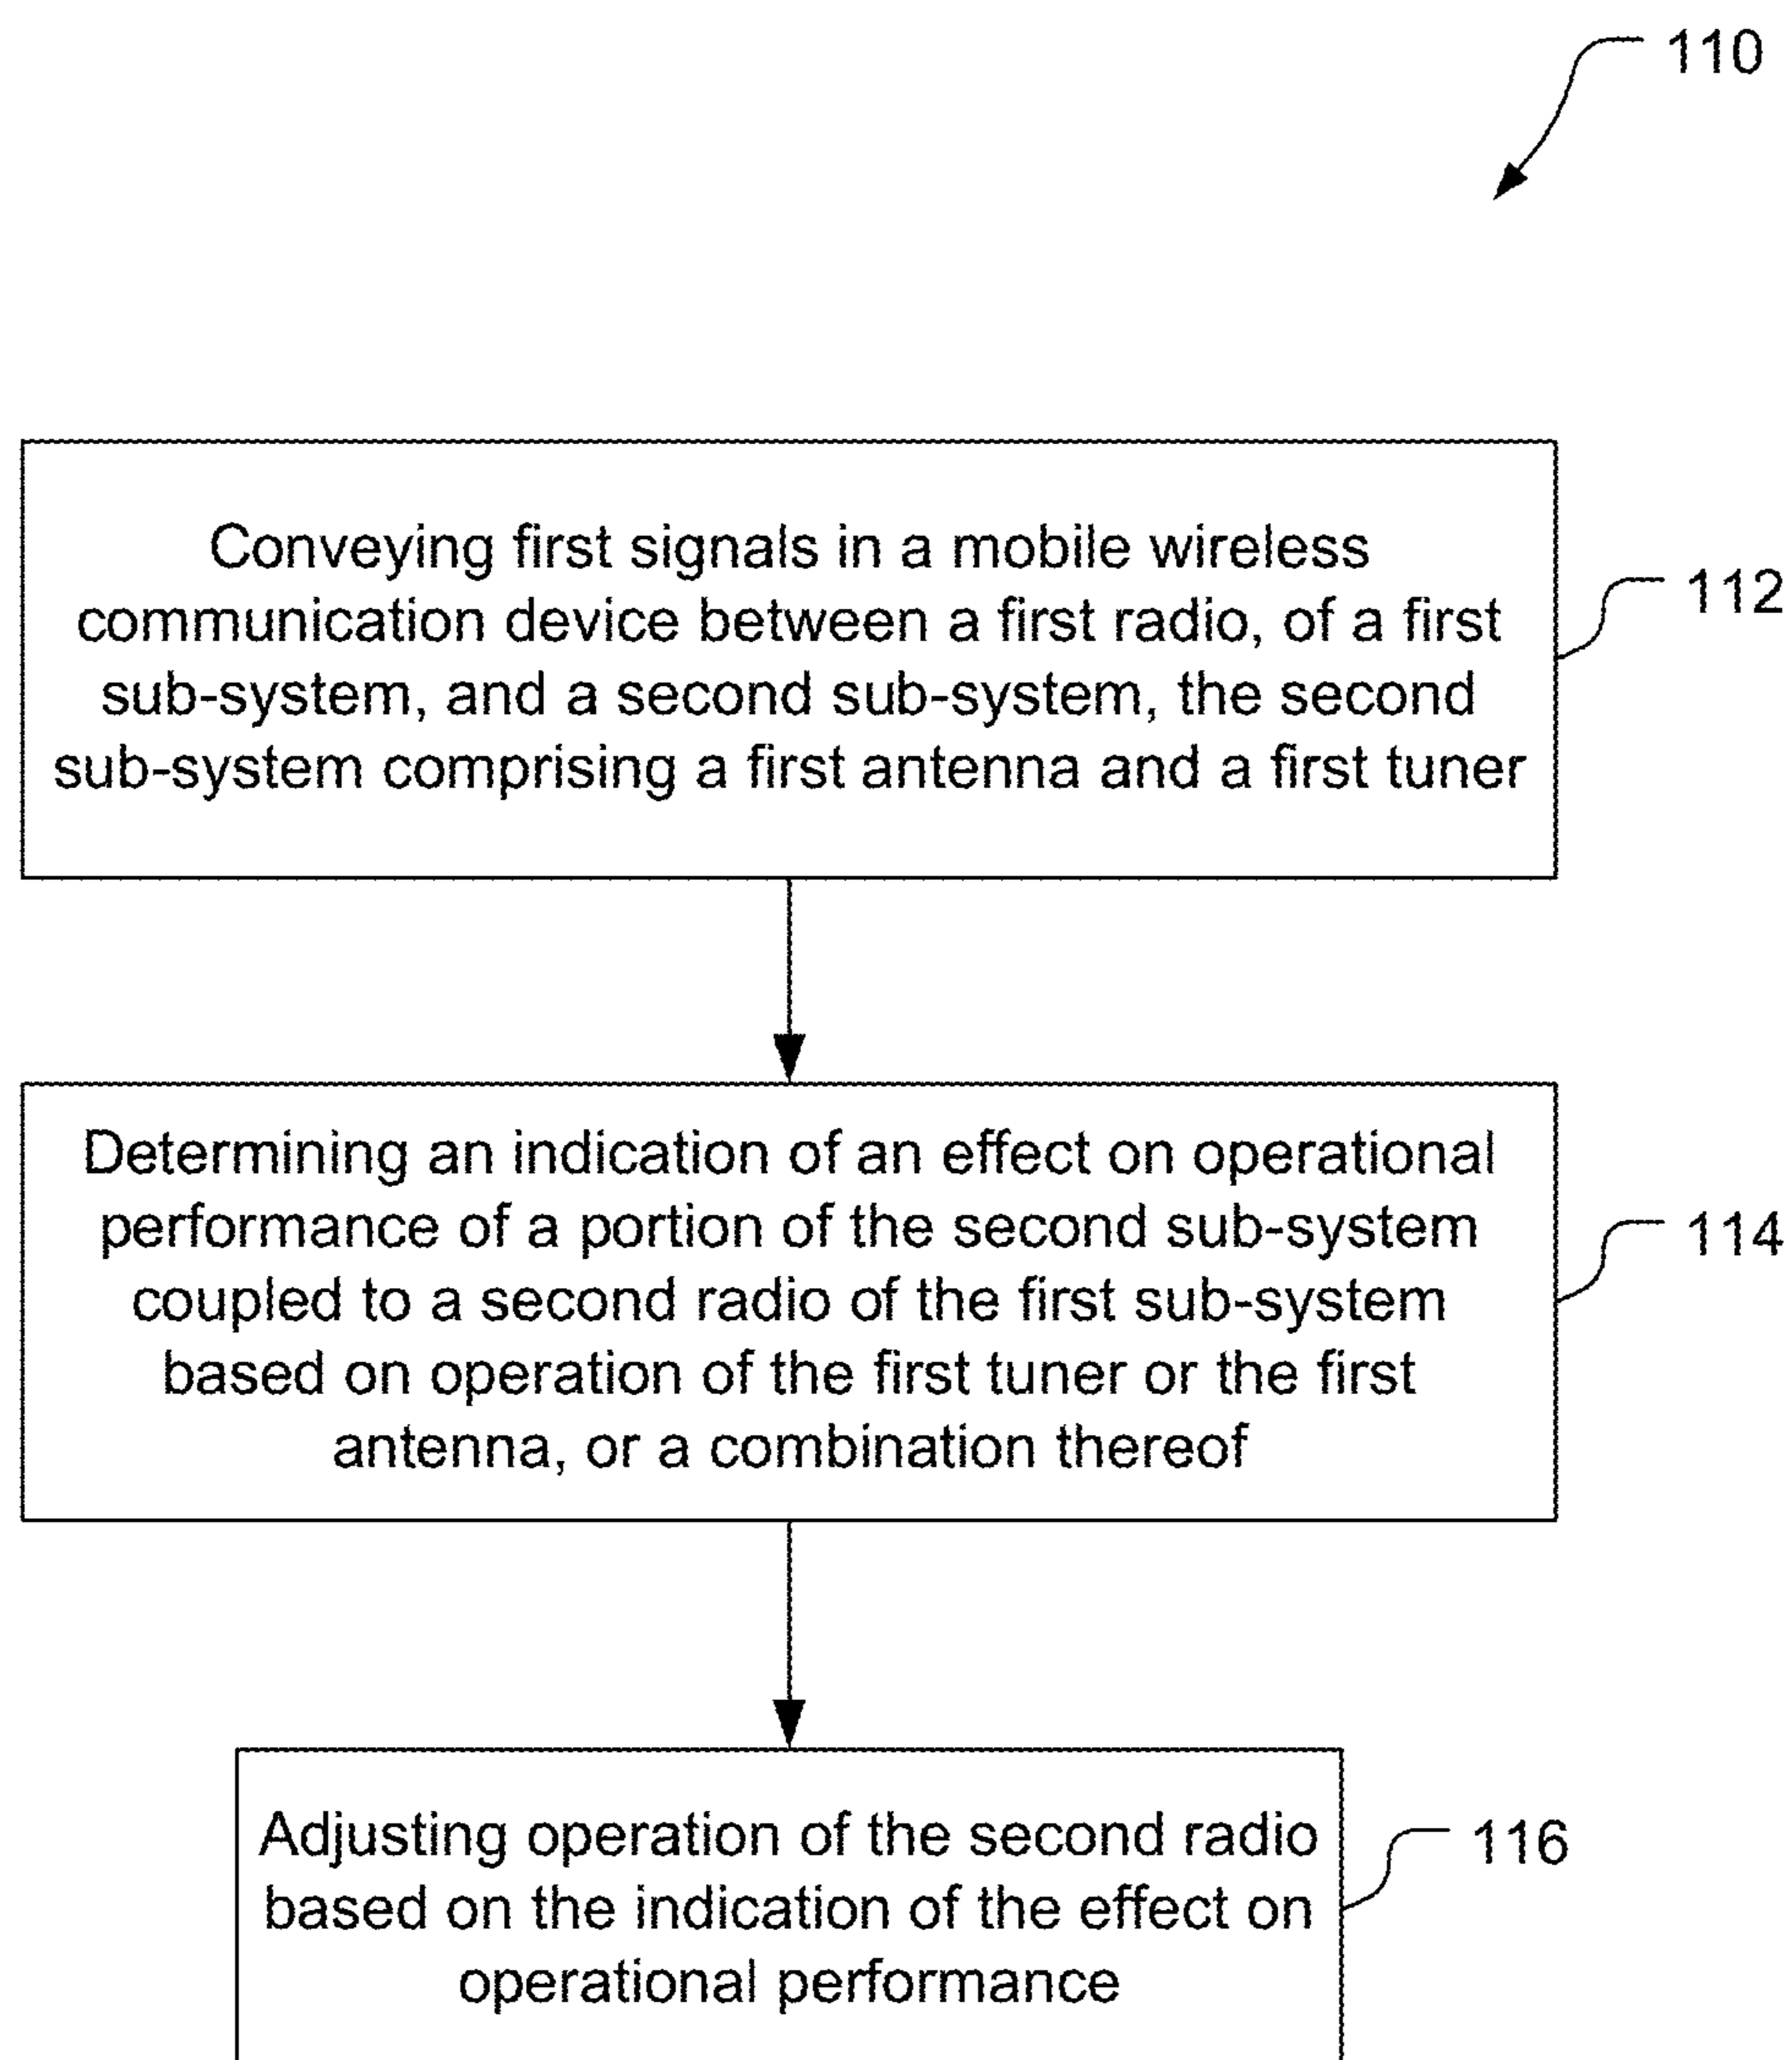 110
Conveying first signals in a mobile wireless
communication device between a first radio, of a first
sub-system, and a second sub-system, the second
sub-system comprising a first antenna and a first tuner
112
Determining an indication of an effect on operational
performance of a portion of the second sub-system
coupled to a second radio of the first sub-system
based on operation of the first tuner or the first
antenna, or a combination thereof
114
Adjusting operation of the second radio
based on the indication of the effect on
operational performance
116